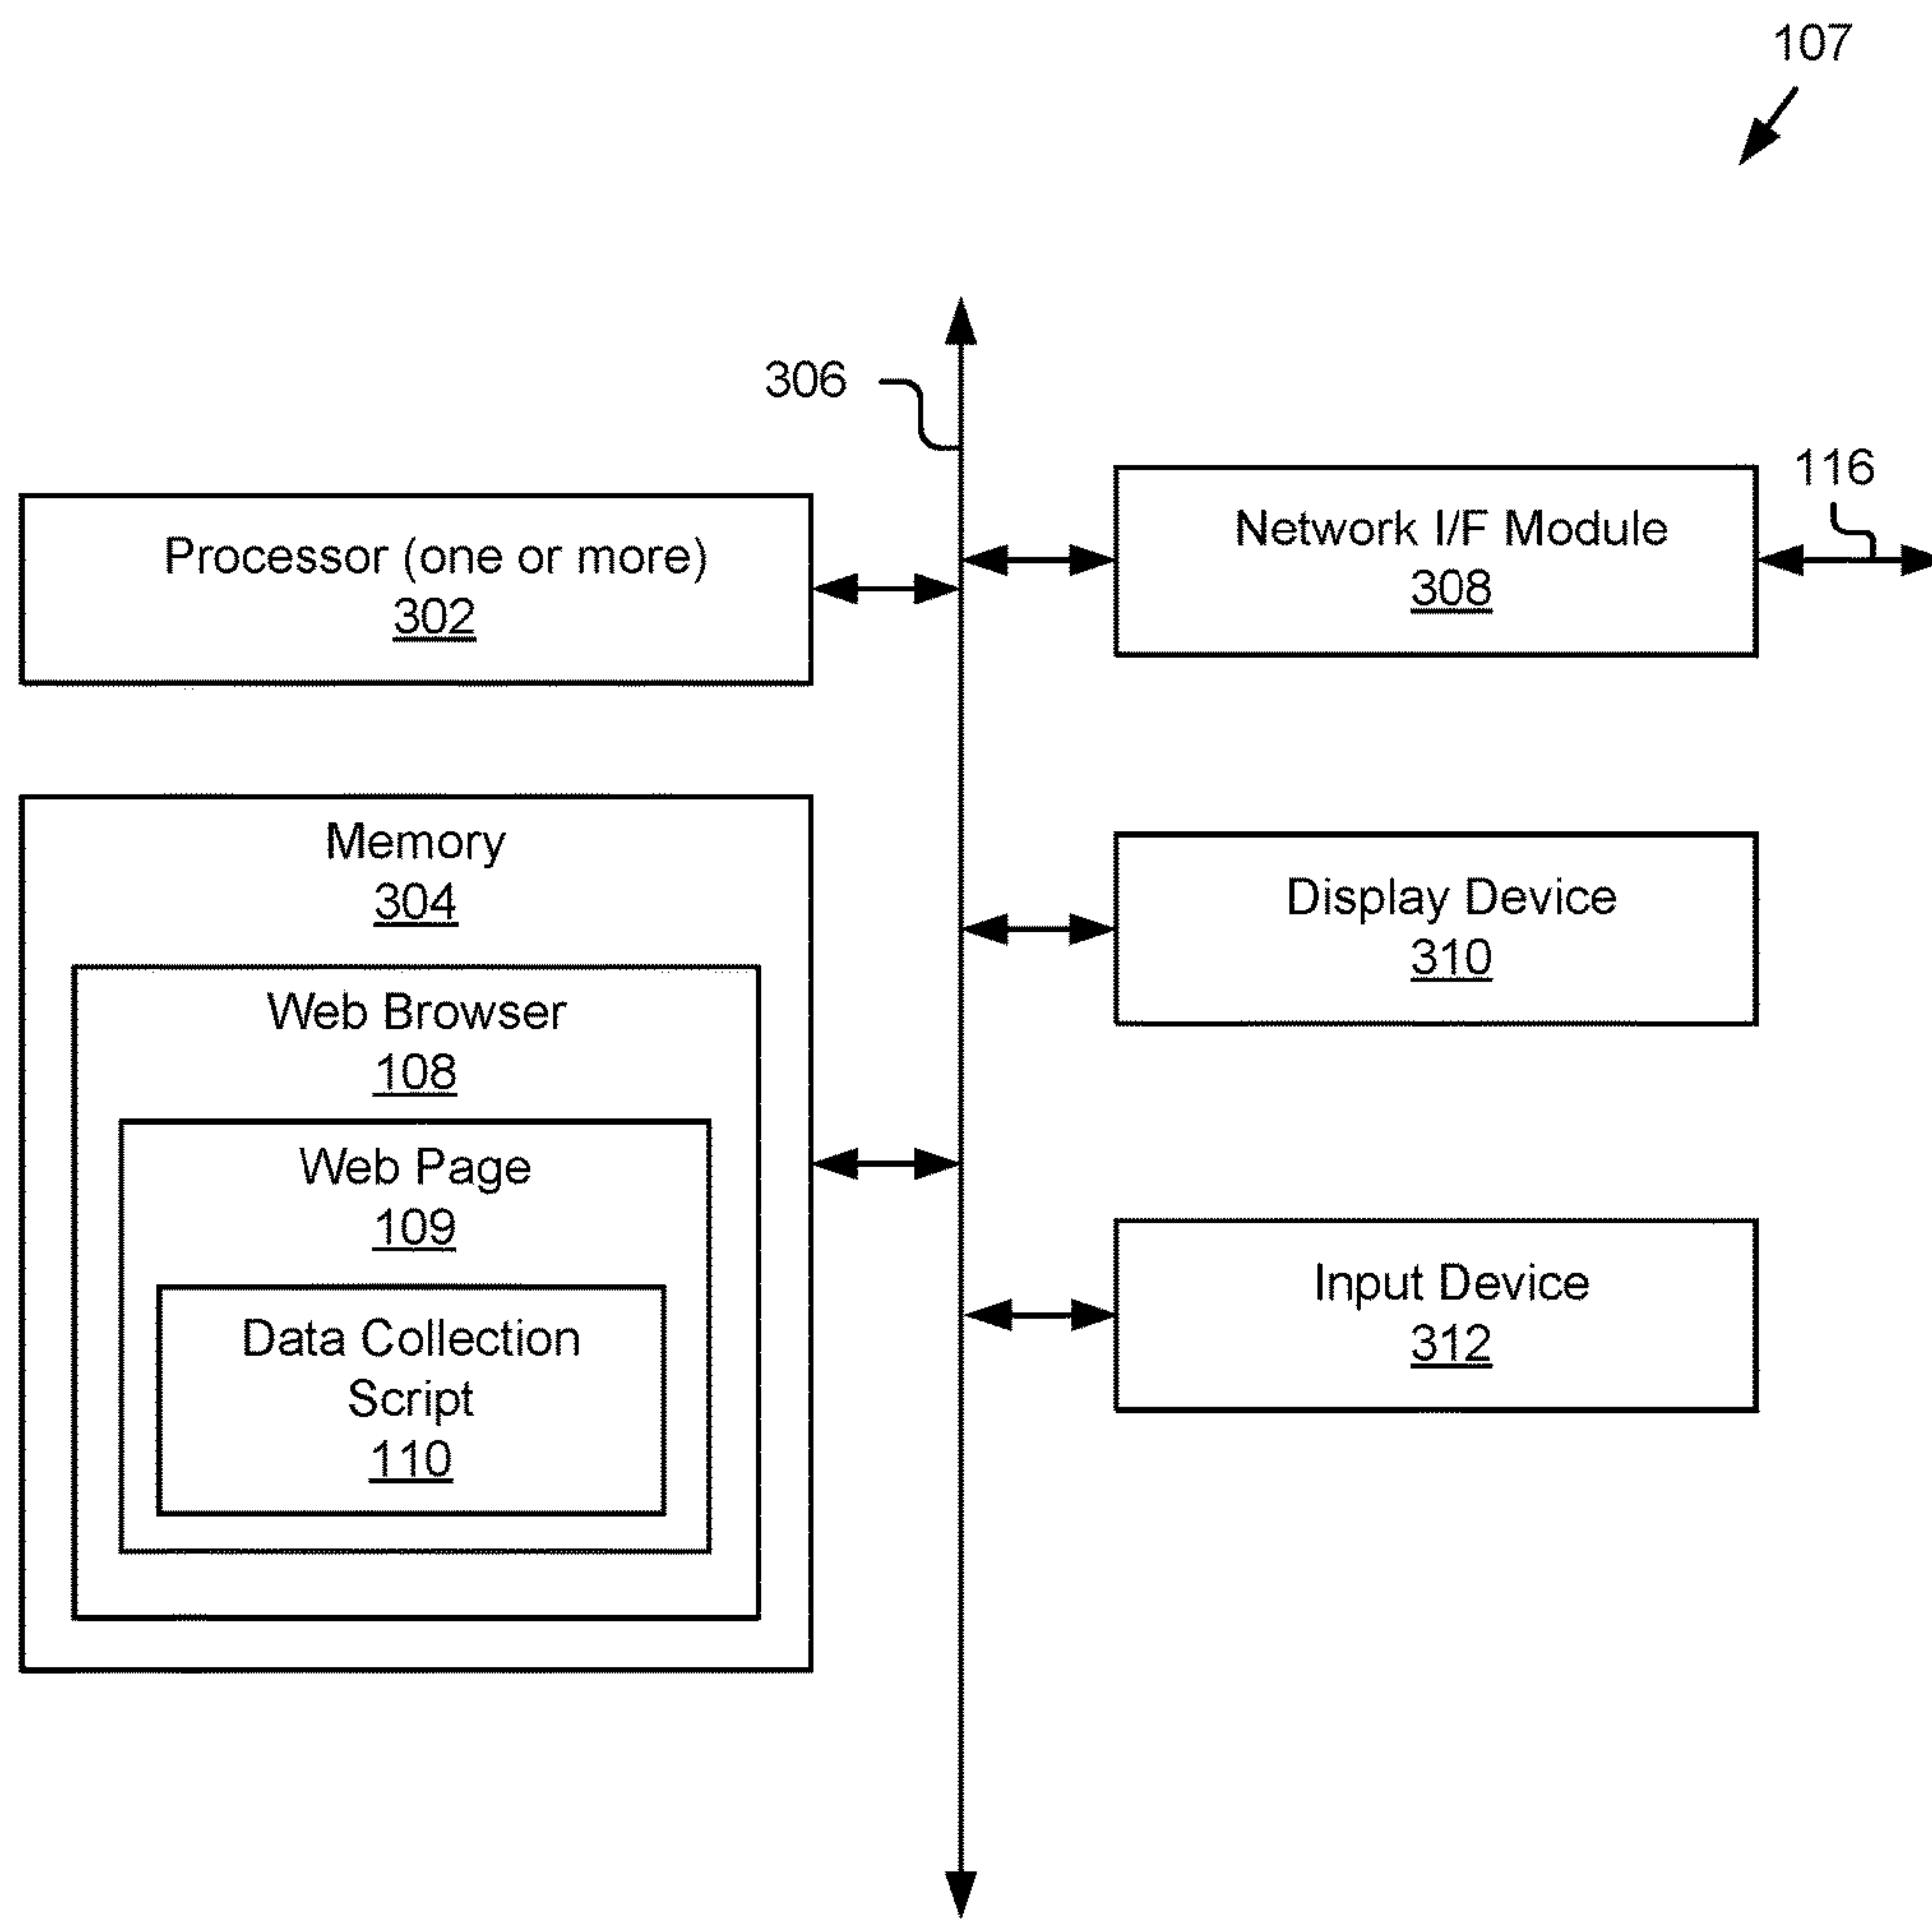 107
306
116
Processor (one or more)
302
Network I/F Module
308
Memory
304
Web Browser
108
Web Page
109
Data Collection
Script
110
Display Device
310
Input Device
312